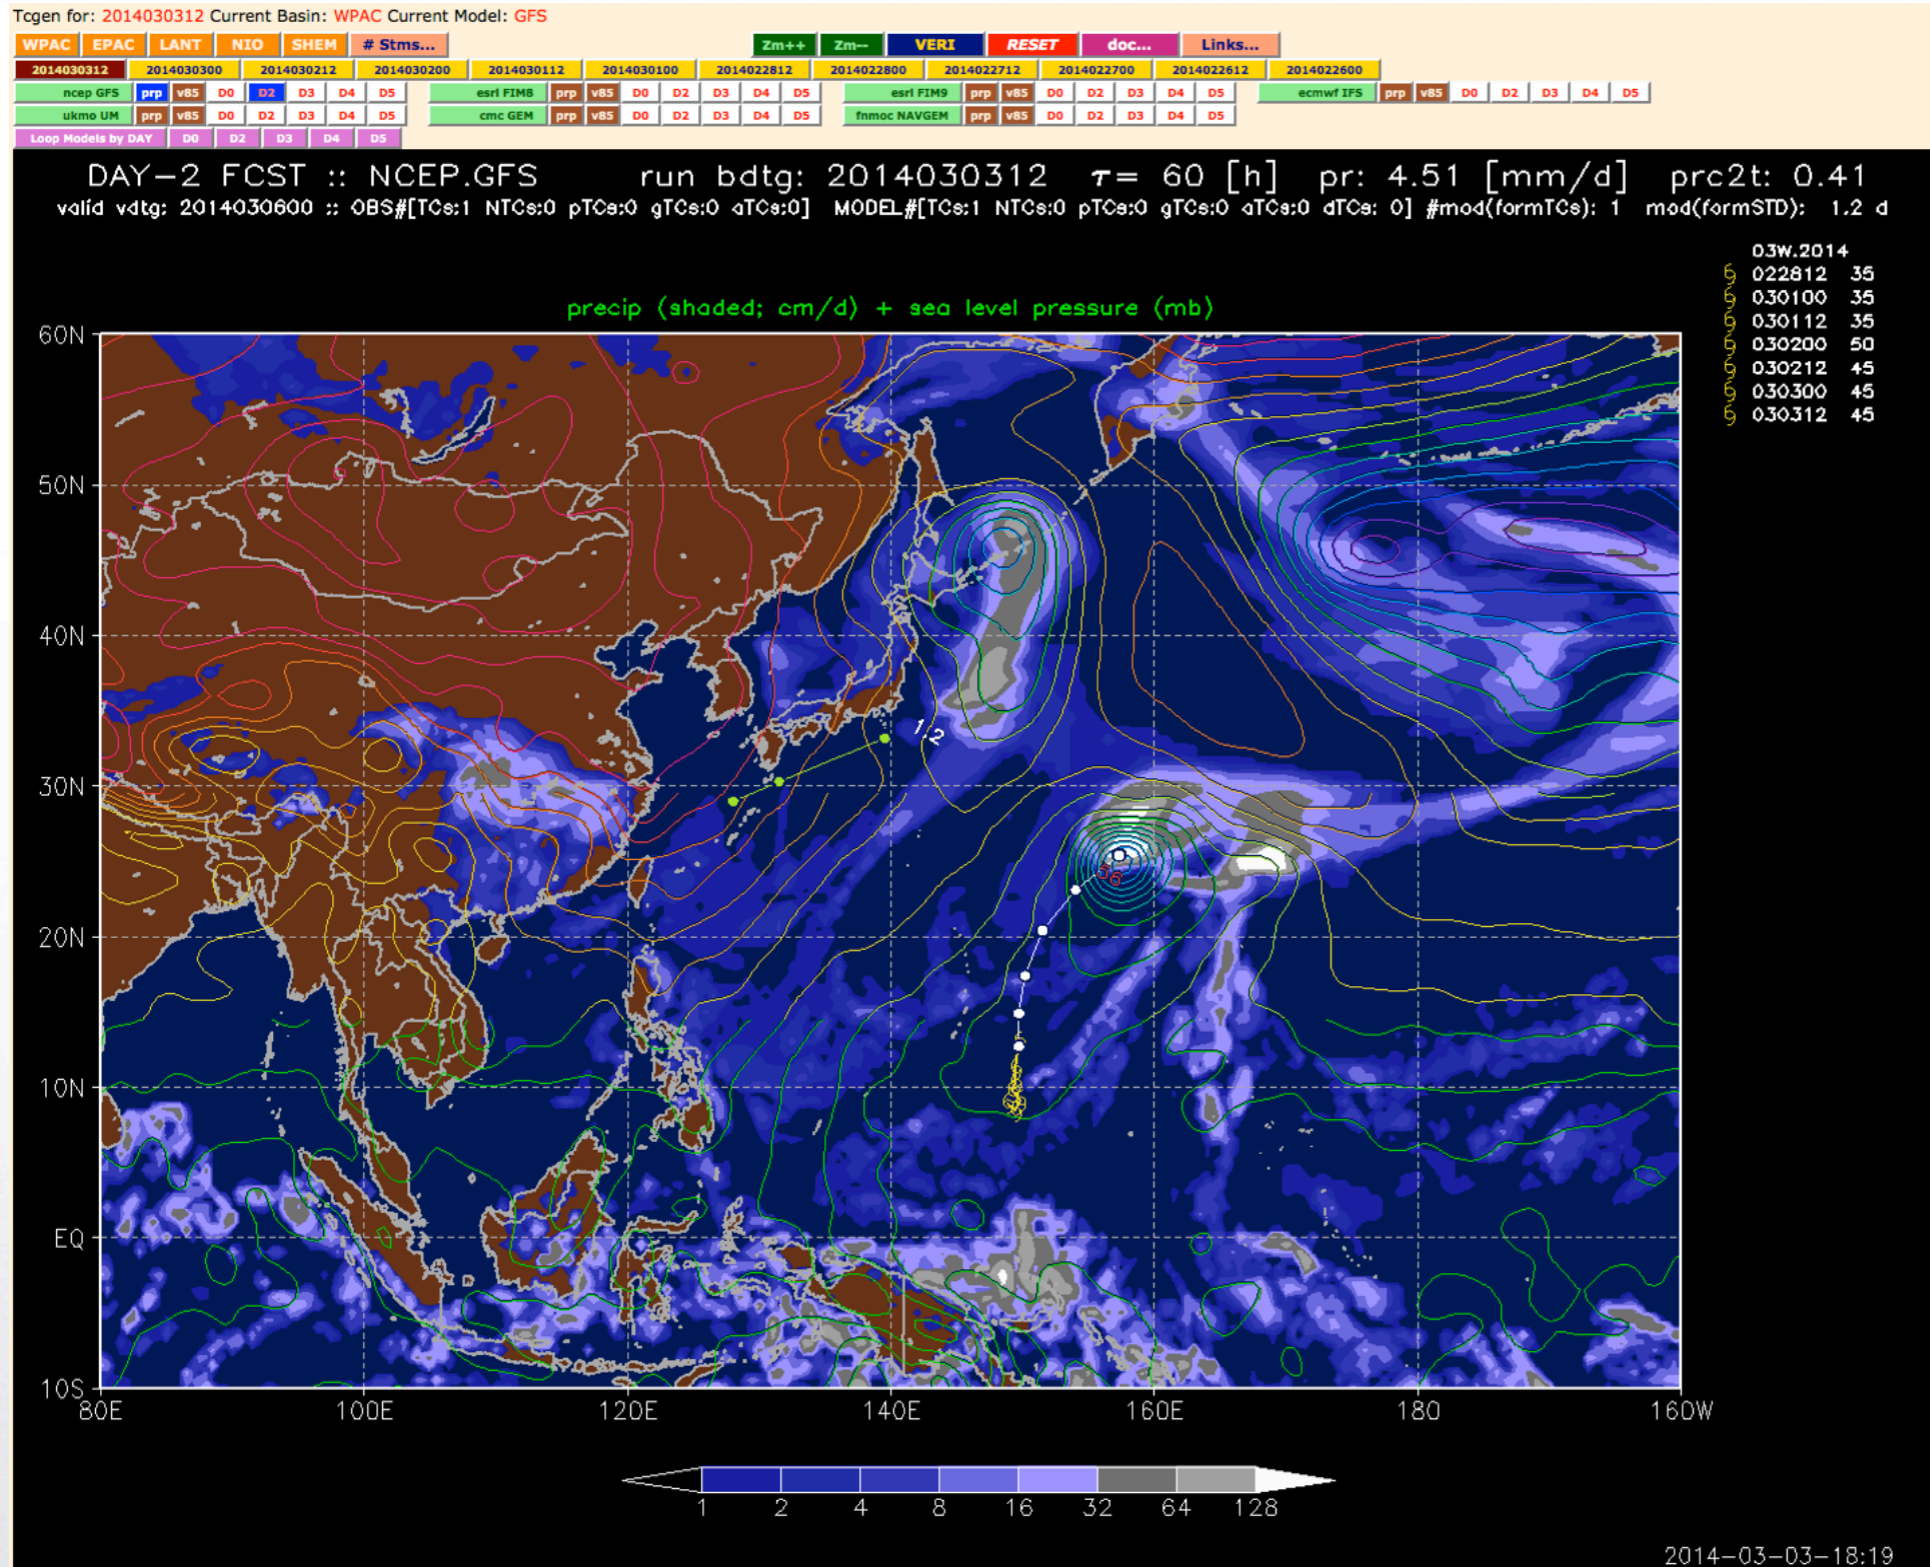 Tcgen for: 2014030312 Current Basin: WPAC Current Model: GFS
WPAC EPAC LANT NIO SHEM # Stms... Zm++ Zm-- VERI RESET doc... Links...
2014030312 2014030300 2014030212 2014030200 2014030112 2014030100 2014022812 2014022800 2014022712 2014022700 2014022612 2014022600
ncep GFS prp v85 D0 D2 D3 D4 D5 esrl FIM8 prp v85 D0 D2 D3 D4 D5 esrl FIM9 prp v85 D0 D2 D3 D4 D5 ecmwf IFS prp v85 D0 D2 D3 D4 D5
ukmo UM prp v85 D0 D2 D3 D4 D5 cmc GEM prp v85 D0 D2 D3 D4 D5 fnmoc NAVGEM prp v85 D0 D2 D3 D4 D5
Loop Models by DAY D0 D2 D3 D4 D5
DAY-2 FCST :: NCEP.GFS run bdtg: 2014030312 τ= 60 [h] pr: 4.51 [mm/d] prc2t: 0.41
valid vdtg: 2014030600 :: OBS#[TCs:1 NTCs:0 pTCs:0 gTCs:0 aTCs:0] MODEL#[TCs:1 NTCs:0 pTCs:0 gTCs:0 aTCs:0 dTCs: 0] #mod(formTCs): 1 mod(formSTD): 1.2 d
03W.2014
022812 35
030100 35
030112 35
030200 50
030212 45
030300 45
030312 45
precip (shaded; cm/d) + sea level pressure (mb)
60N
50N
40N
1.2
30N
56
20N
10N
EQ
10S
80E 100E 120E 140E 160E 180 160W
1 2 4 8 16 32 64 128
2014-03-03-18:19